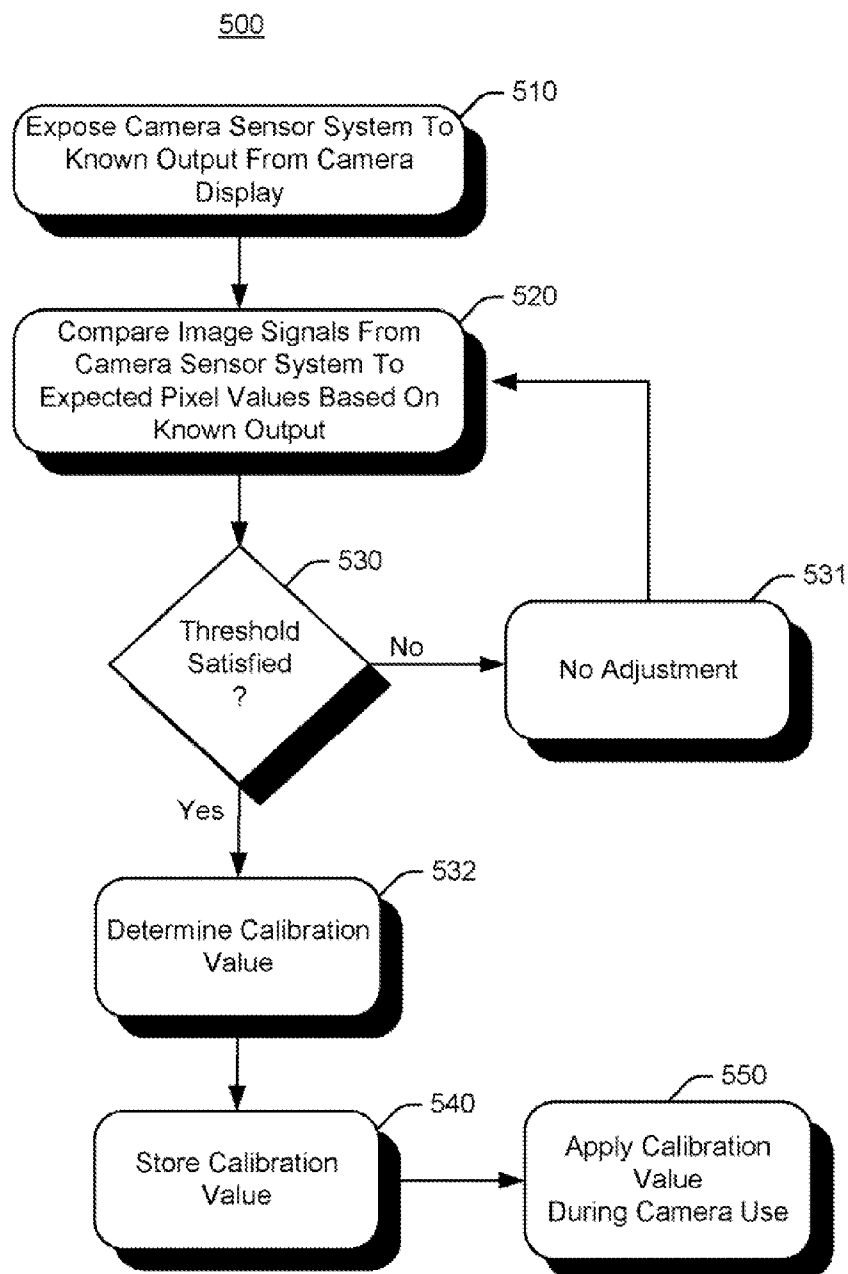 500
510
Expose Camera Sensor System To
Known Output From Camera
Display
520
Compare Image Signals From
Camera Sensor System To
Expected Pixel Values Based On
Known Output
530
Threshold
Satisfied
?
No
531
No Adjustment
Yes
532
Determine Calibration
Value
540
Store Calibration
Value
550
Apply Calibration
Value
During Camera Use